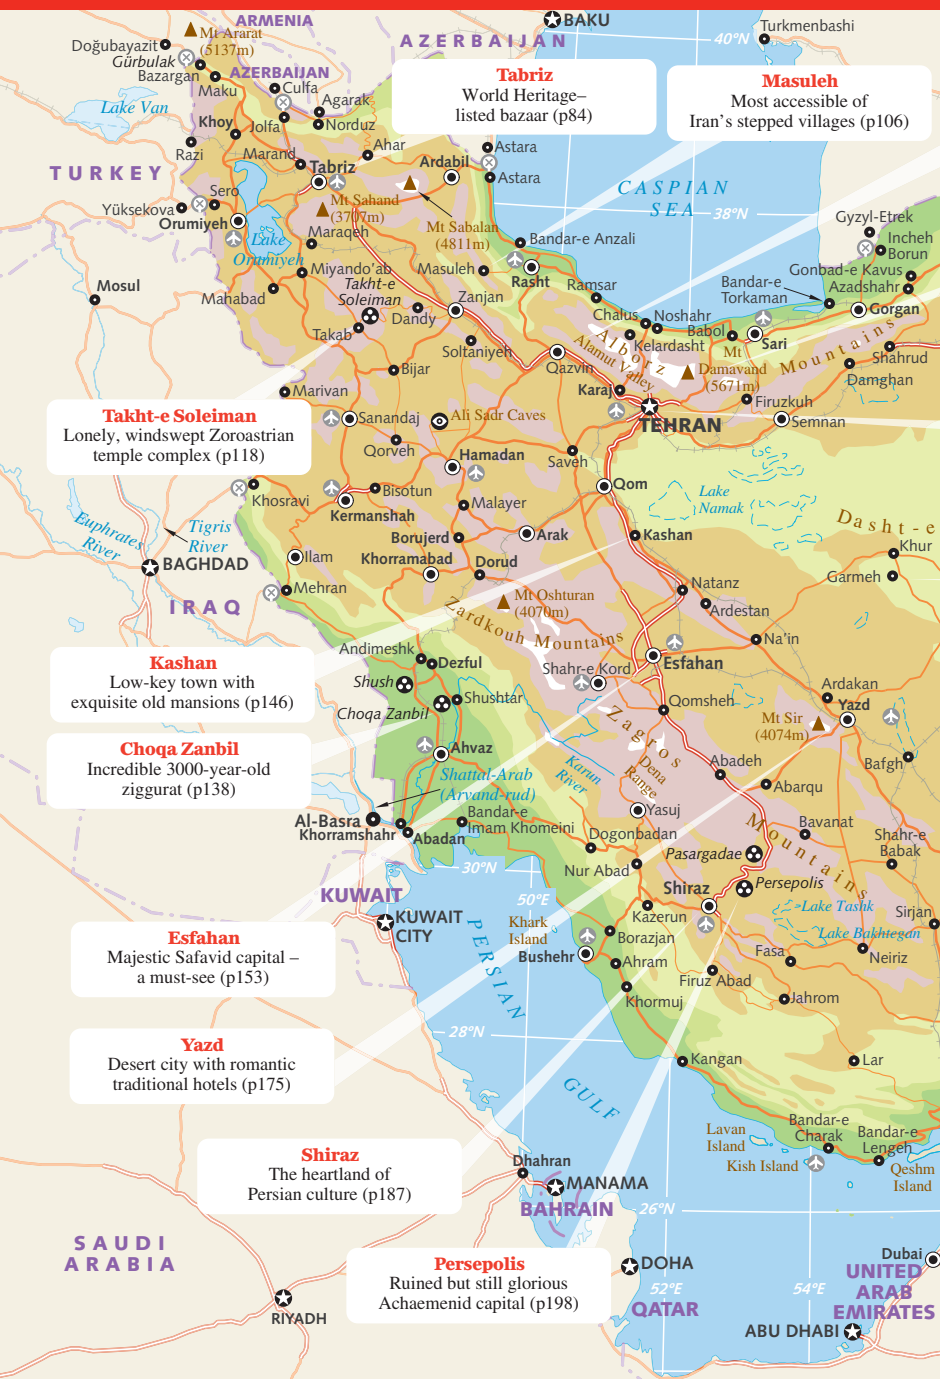 ARMENIA
Mt Ararat
(5137m)
Doğubayazit
Gürbulak
Bazargan
Maku
AZERBAIJAN
AZERBAIJAN
BAKU
40°N
Turkmenbashi
Culfa
Agarak
Lake Van
Khoy
Jolfa
Norduz
Razi
Marand
Ahar
Tabriz
Ardabil
Astara
Astara
TURKEY
Tabriz
World Heritage–
listed bazaar (p84)
Masuleh
Most accessible of
Iran's stepped villages (p106)
CASPIAN
SEA
38°N
Sero
Yüksekova
Orumiyeh
Lake
Orumiyeh
Mt Sahand
(3707m)
Maraqeh
Mt Sabalan
(4811m)
Bandar-e Anzali
Gyzyl-Etrek
Incheh
Borun
Gonbad-e Kavus
Azadshahr
Bandar-e
Torkaman
Gorgan
Mosul
Miyando'ab
Mahabad
Takht-e
Soleiman
Masuleh
Rasht
Ramsar
Zanjan
Dandy
Takab
Chalus
Noshahr
Babol
Sari
Kelardasht
Soltaniyeh
Alborz
Mountains
Alamut Valley
Qazvin
Mt
Damavand
(5671m)
Shahrud
Damghan
Bijar
Marivan
Karaj
TEHRAN
Firuzkuh
Semnan
Takht-e Soleiman
Lonely, windswept Zoroastrian
temple complex (p118)
Sanandaj
Ali Sadr Caves
Qorveh
Hamadan
Saveh
Khosravi
Bisotun
Kermanshah
Malayer
Qom
Lake
Namak
Dasht-e
Euphrates
River
Tigris
River
BAGHDAD
Borujerd
Arak
Kashan
Khur
Ilam
Khorramabad
Dorud
Garmeh
Mehran
IRAQ
Natanz
Ardestan
Mt Oshturan
(4070m)
Zardkouh Mountains
Na'in
Kashan
Low-key town with
exquisite old mansions (p146)
Andimeshk
Dezful
Shush
Shushtar
Choqa Zanbil
Shahr-e Kord
Esfahan
Qomsheh
Ardakan
Yazd
Mt Sir
(4074m)
Choqa Zanbil
Incredible 3000-year-old
ziggurat (p138)
Ahvaz
Shattal-Arab
(Arvand-rud)
Karun
River
Zagros
Mountains
Dena
Range
Abadeh
Bafgh
Abarqu
Al-Basra
Khorramshahr
Abadan
Bandar-e
Imam Khomeini
Yasuj
Dogonbadan
Bavanat
Shahr-e
Babak
Pasargadae
30°N
Nur Abad
Persepolis
Shiraz
KUWAIT
KUWAIT
CITY
50°E
Kazerun
Lake Tashk
Sirjan
Lake Bakhtegan
Khark
Island
Bushehr
Borazjan
Ahram
Firuz Abad
Fasa
Neiriz
Khormuj
Jahrom
Esfahan
Majestic Safavid capital –
a must-see (p153)
PERSIAN
GULF
28°N
Yazd
Desert city with romantic
traditional hotels (p175)
Kangan
Lar
Lavan
Island
Bandar-e
Charak
Bandar-e
Lengeh
Kish Island
Qeshm
Island
Shiraz
The heartland of
Persian culture (p187)
Dhahran
MANAMA
BAHRAIN
26°N
SAUDI
ARABIA
Persepolis
Ruined but still glorious
Achaemenid capital (p198)
DOHA
52°E
QATAR
54°E
Dubai
UNITED
ARAB
EMIRATES
ABU DHABI
RIYADH